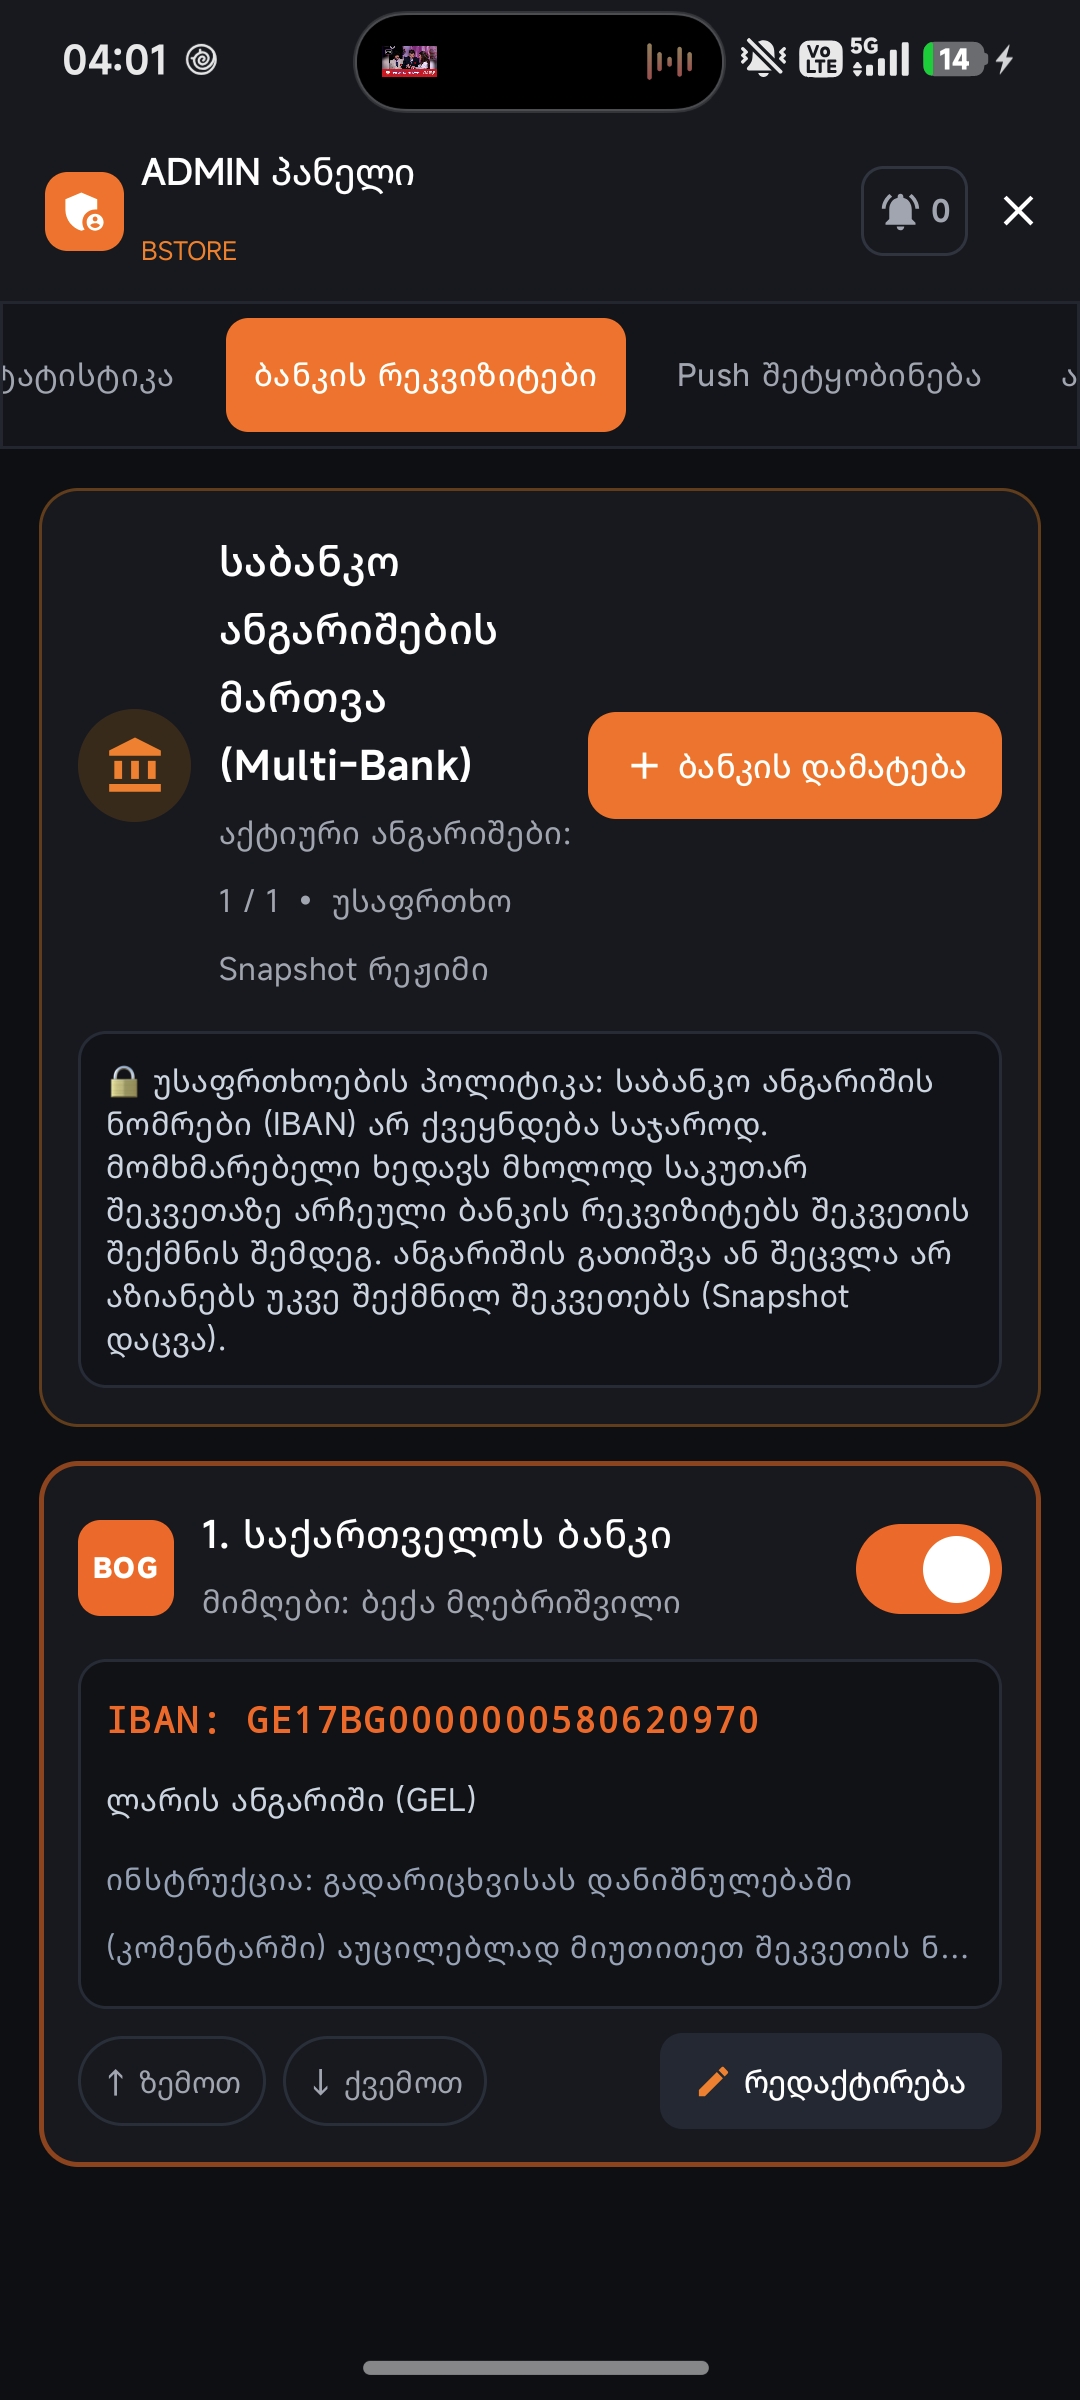 04:01
VoLTE 5G 14
ADMIN პანელი
BSTORE
0
ტატისტიკა
ბანკის რეკვიზიტები
Push შეტყობინება
ა
საბანკო
ანგარიშების
მართვა
(Multi-Bank)
+ ბანკის დამატება
აქტიური ანგარიშები:
1 / 1 • უსაფრთხო
Snapshot რეჟიმი
🔒 უსაფრთხოების პოლიტიკა: საბანკო ანგარიშის
ნომრები (IBAN) არ ქვეყნდება საჯაროდ.
მომხმარებელი ხედავს მხოლოდ საკუთარ
შეკვეთაზე არჩეული ბანკის რეკვიზიტებს შეკვეთის
შექმნის შემდეგ. ანგარიშის გათიშვა ან შეცვლა არ
აზიანებს უკვე შექმნილ შეკვეთებს (Snapshot
დაცვა).
BOG
1. საქართველოს ბანკი
მიმღები: ბექა მღებრიშვილი
IBAN: GE17BG0000000580620970
ლარის ანგარიში (GEL)
ინსტრუქცია: გადარიცხვისას დანიშნულებაში
(კომენტარში) აუცილებლად მიუთითეთ შეკვეთის ნ...
↑ ზემოთ
↓ ქვემოთ
რედაქტირება